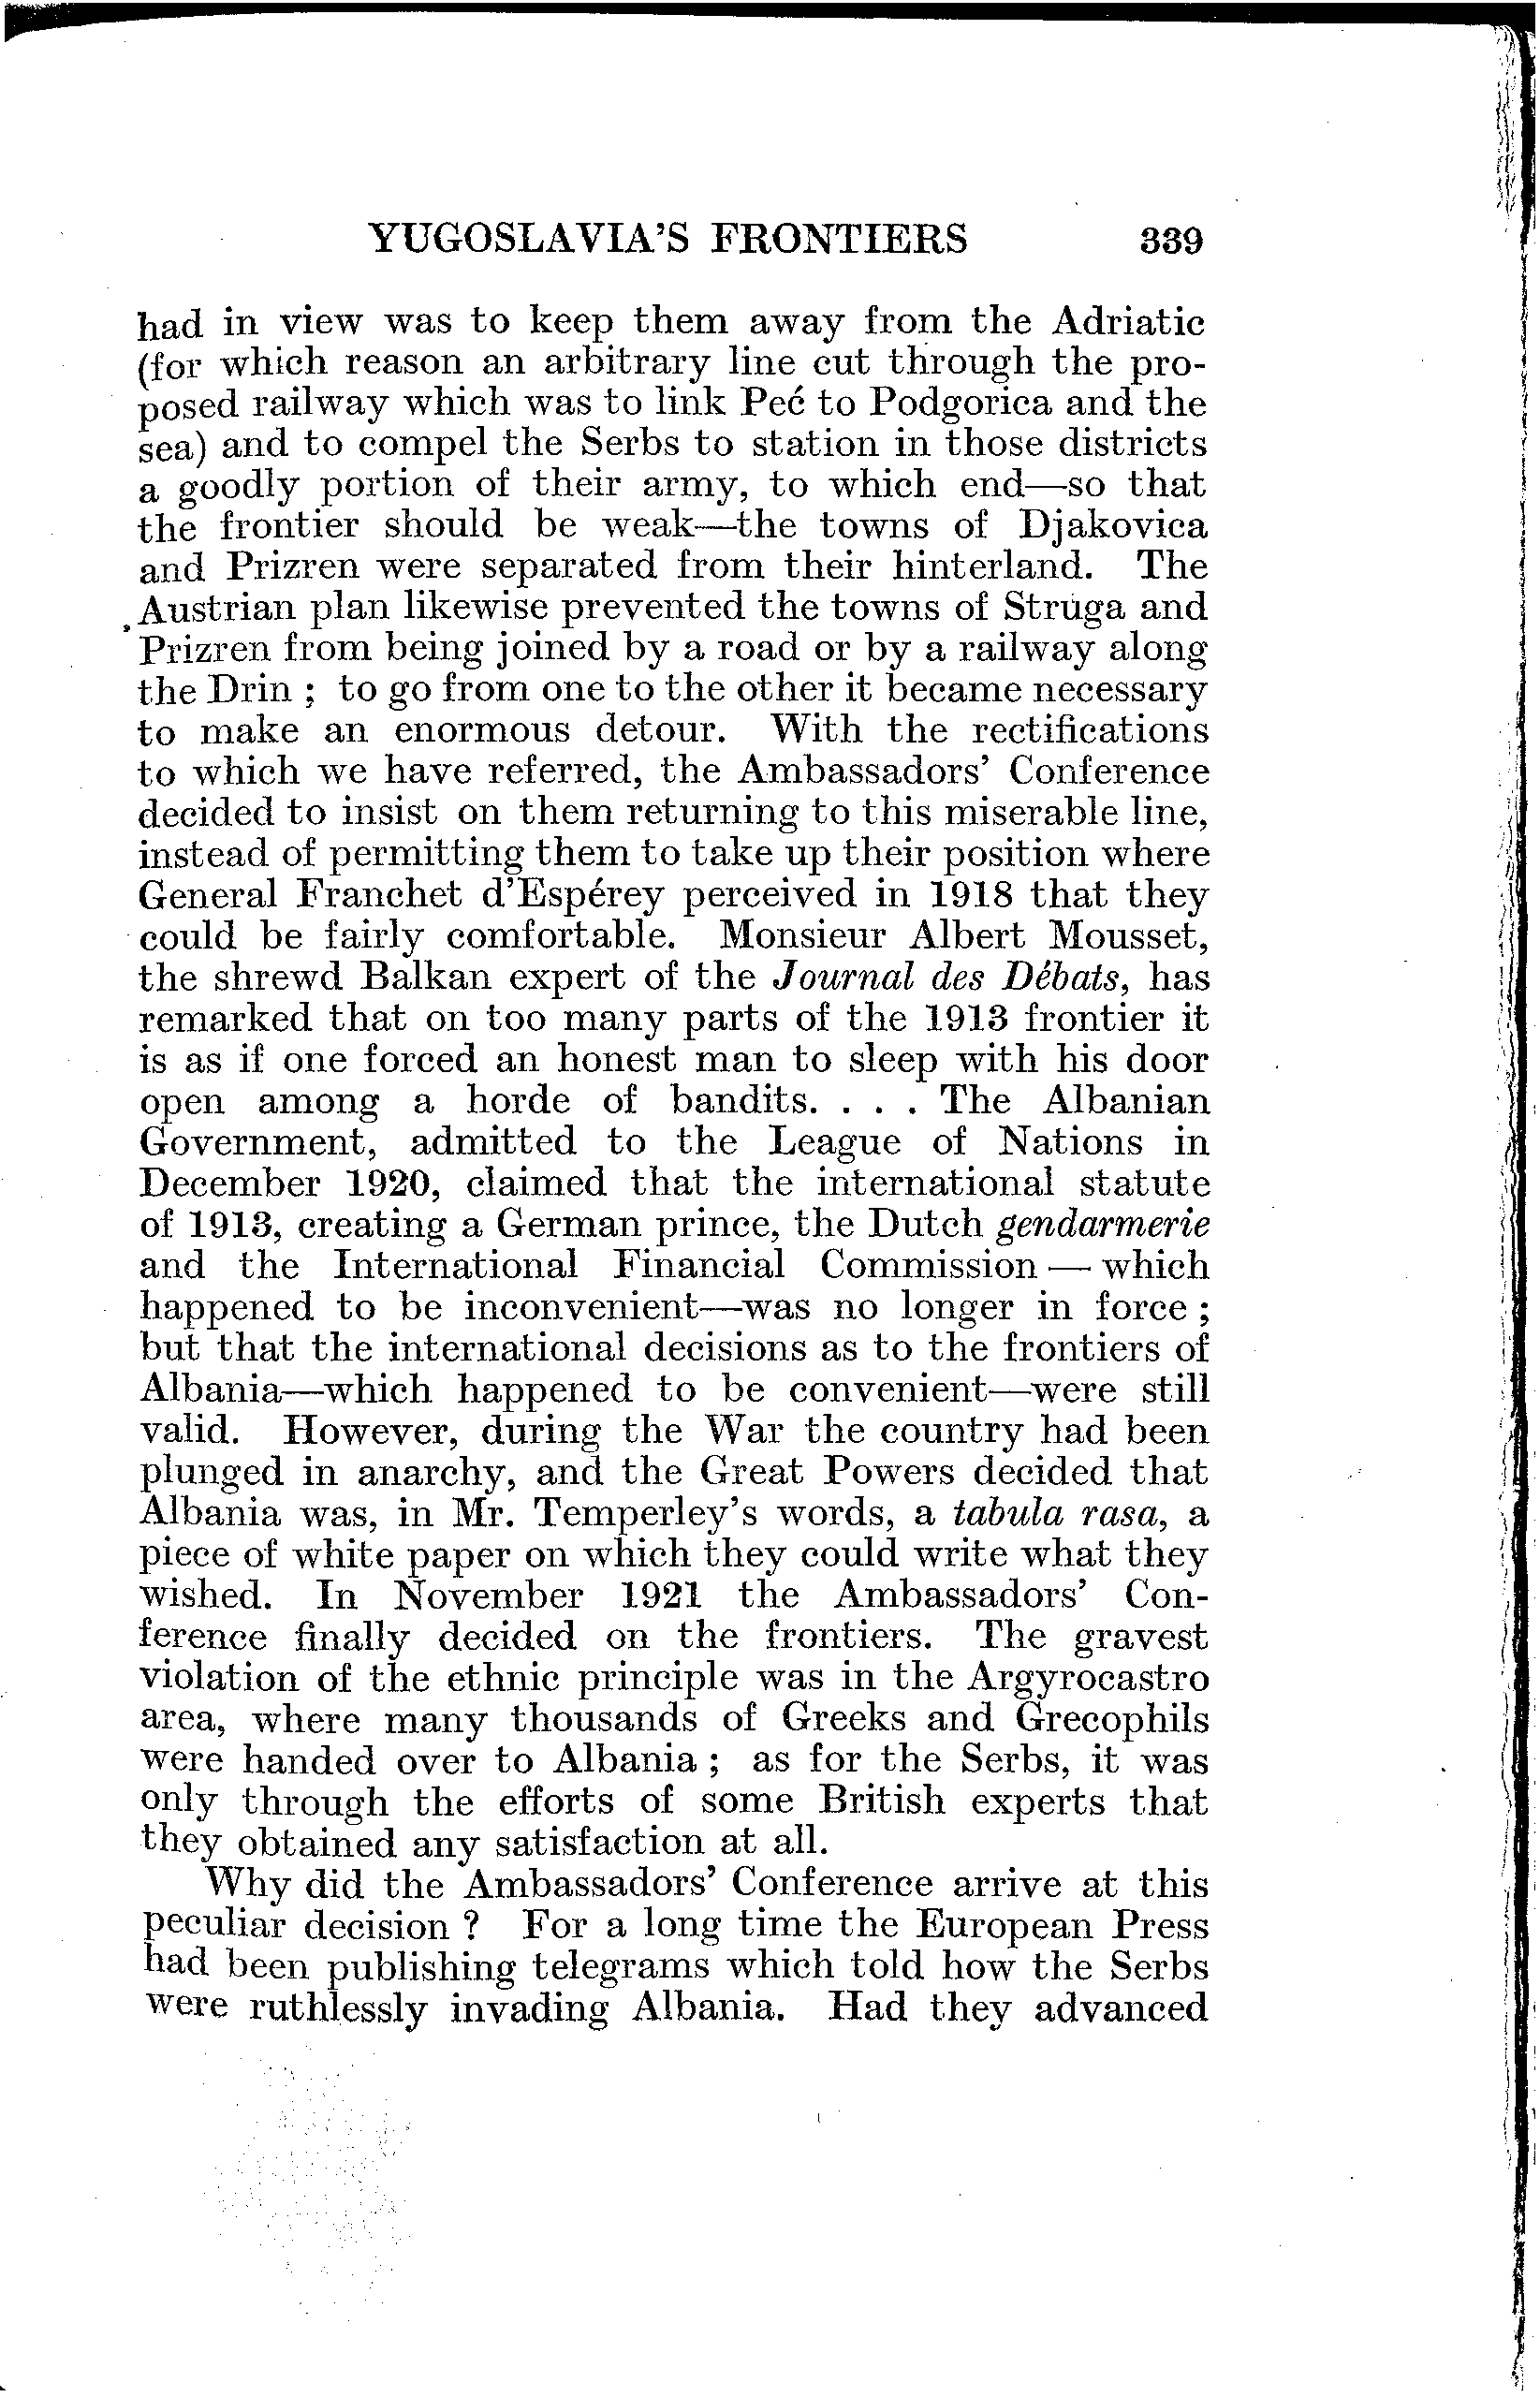 YUGOSLAVIA'S FRONTIERS 339
had in view was to keep them away from the Adriatic
(for which reason an arbitrary line cut through the pro-
posed railway which was to link Peć to Podgorica and the
sea) and to compel the Serbs to station in those districts
a goodly portion of their army, to which end—so that
the frontier should be weak—the towns of Djakovica
and Prizren were separated from their hinterland. The
Austrian plan likewise prevented the towns of Struga and
Prizren from being joined by a road or by a railway along
the Drin ; to go from one to the other it became necessary
to make an enormous detour. With the rectifications
to which we have referred, the Ambassadors' Conference
decided to insist on them returning to this miserable line,
instead of permitting them to take up their position where
General Franchet d'Espérey perceived in 1918 that they
could be fairly comfortable. Monsieur Albert Mousset,
the shrewd Balkan expert of the Journal des Débats, has
remarked that on too many parts of the 1913 frontier it
is as if one forced an honest man to sleep with his door
open among a horde of bandits. . . . The Albanian
Government, admitted to the League of Nations in
December 1920, claimed that the international statute
of 1913, creating a German prince, the Dutch gendarmerie
and the International Financial Commission — which
happened to be inconvenient—was no longer in force ;
but that the international decisions as to the frontiers of
Albania—which happened to be convenient—were still
valid. However, during the War the country had been
plunged in anarchy, and the Great Powers decided that
Albania was, in Mr. Temperley's words, a tabula rasa, a
piece of white paper on which they could write what they
wished. In November 1921 the Ambassadors' Con-
ference finally decided on the frontiers. The gravest
violation of the ethnic principle was in the Argyrocastro
area, where many thousands of Greeks and Grecophils
were handed over to Albania ; as for the Serbs, it was
only through the efforts of some British experts that
they obtained any satisfaction at all.
Why did the Ambassadors' Conference arrive at this
peculiar decision ? For a long time the European Press
had been publishing telegrams which told how the Serbs
were ruthlessly invading Albania. Had they advanced